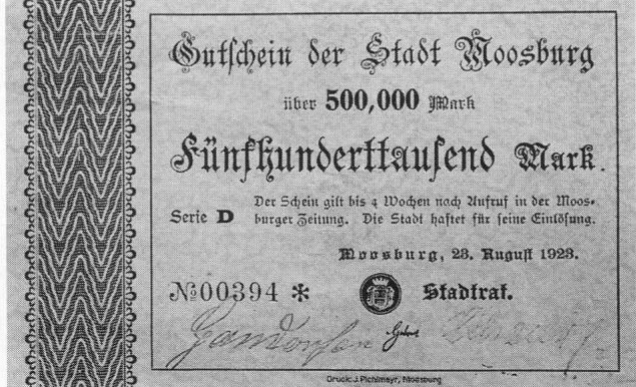 Gutschein der Stadt Moosburg
über 500,000 Mark
Fünfhunderttausend Mark.
Serie D
Der Schein gilt bis 4 Wochen nach Aufruf in der Moos-
burger Zeitung. Die Stadt haftet für seine Einlösung.
Moosburg, 23. August 1923.
No 00394 * Stadtrat.
Druck: J. Pichlmayr, Moosburg